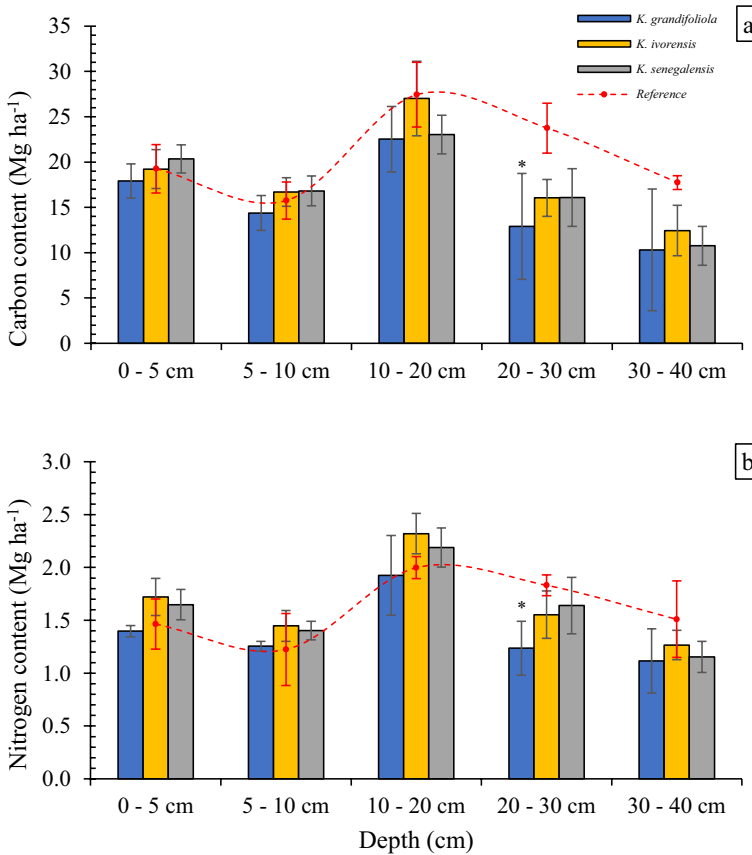 35
30
25
20
15
10
5
0
Carbon content (Mg ha⁻¹)
K. grandifoliola
K. ivorensis
K. senegalensis
Reference
a
*
0 - 5 cm 5 - 10 cm 10 - 20 cm 20 - 30 cm 30 - 40 cm
3.0
2.5
2.0
1.5
1.0
0.5
0.0
Nitrogen content (Mg ha⁻¹)
b
*
0 - 5 cm 5 - 10 cm 10 - 20 cm 20 - 30 cm 30 - 40 cm
Depth (cm)